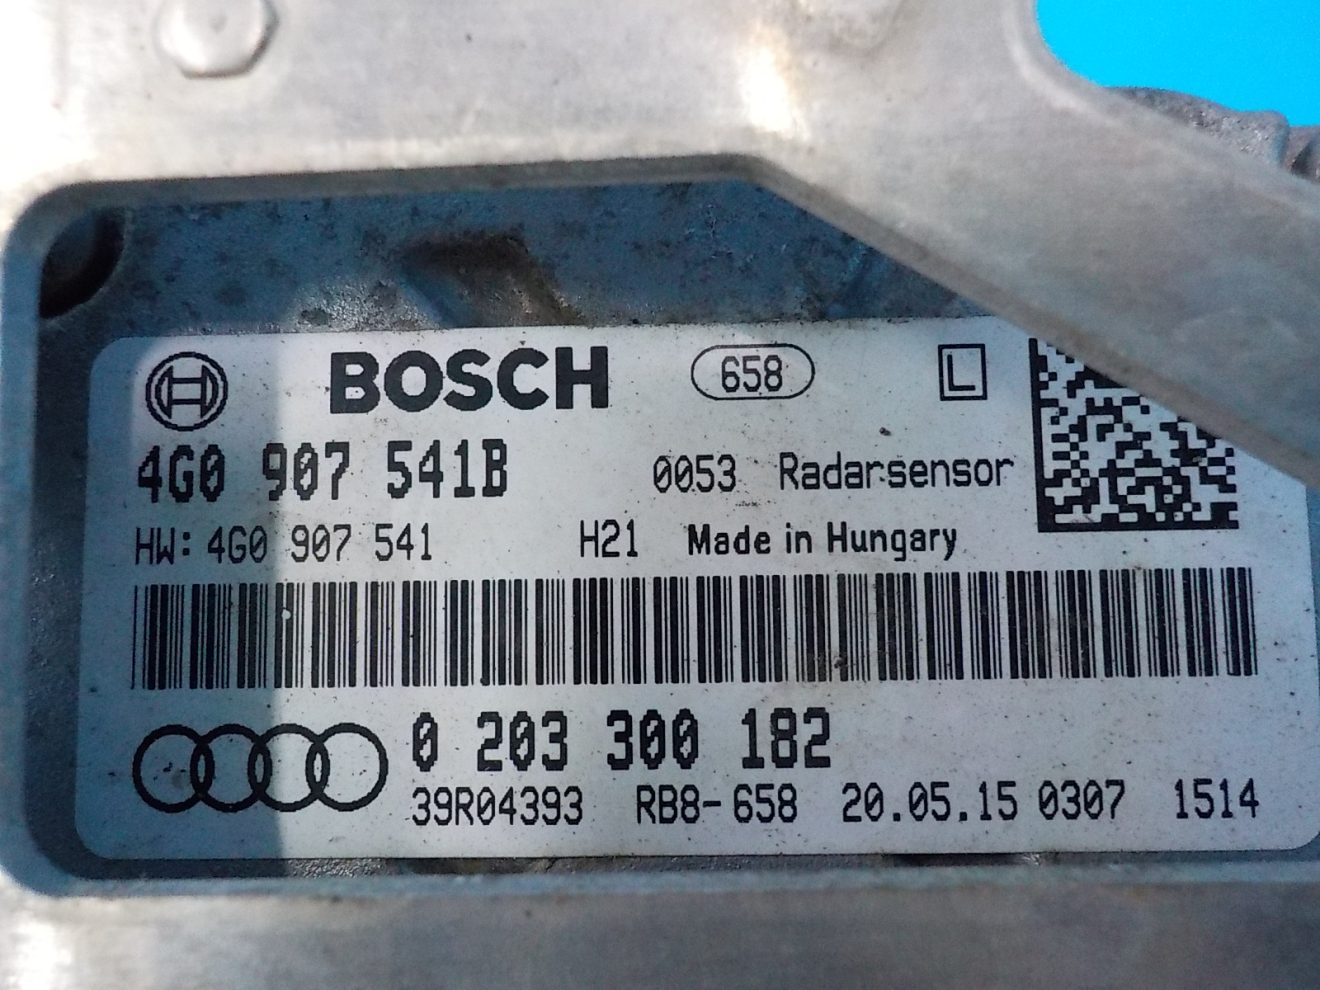 BOSCH 658 L
4G0 907 541B 0053 Radarsensor
HW: 4G0 907 541 H21 Made in Hungary
0 203 300 182
39R04393 RB8-658 20.05.15 0307 1514